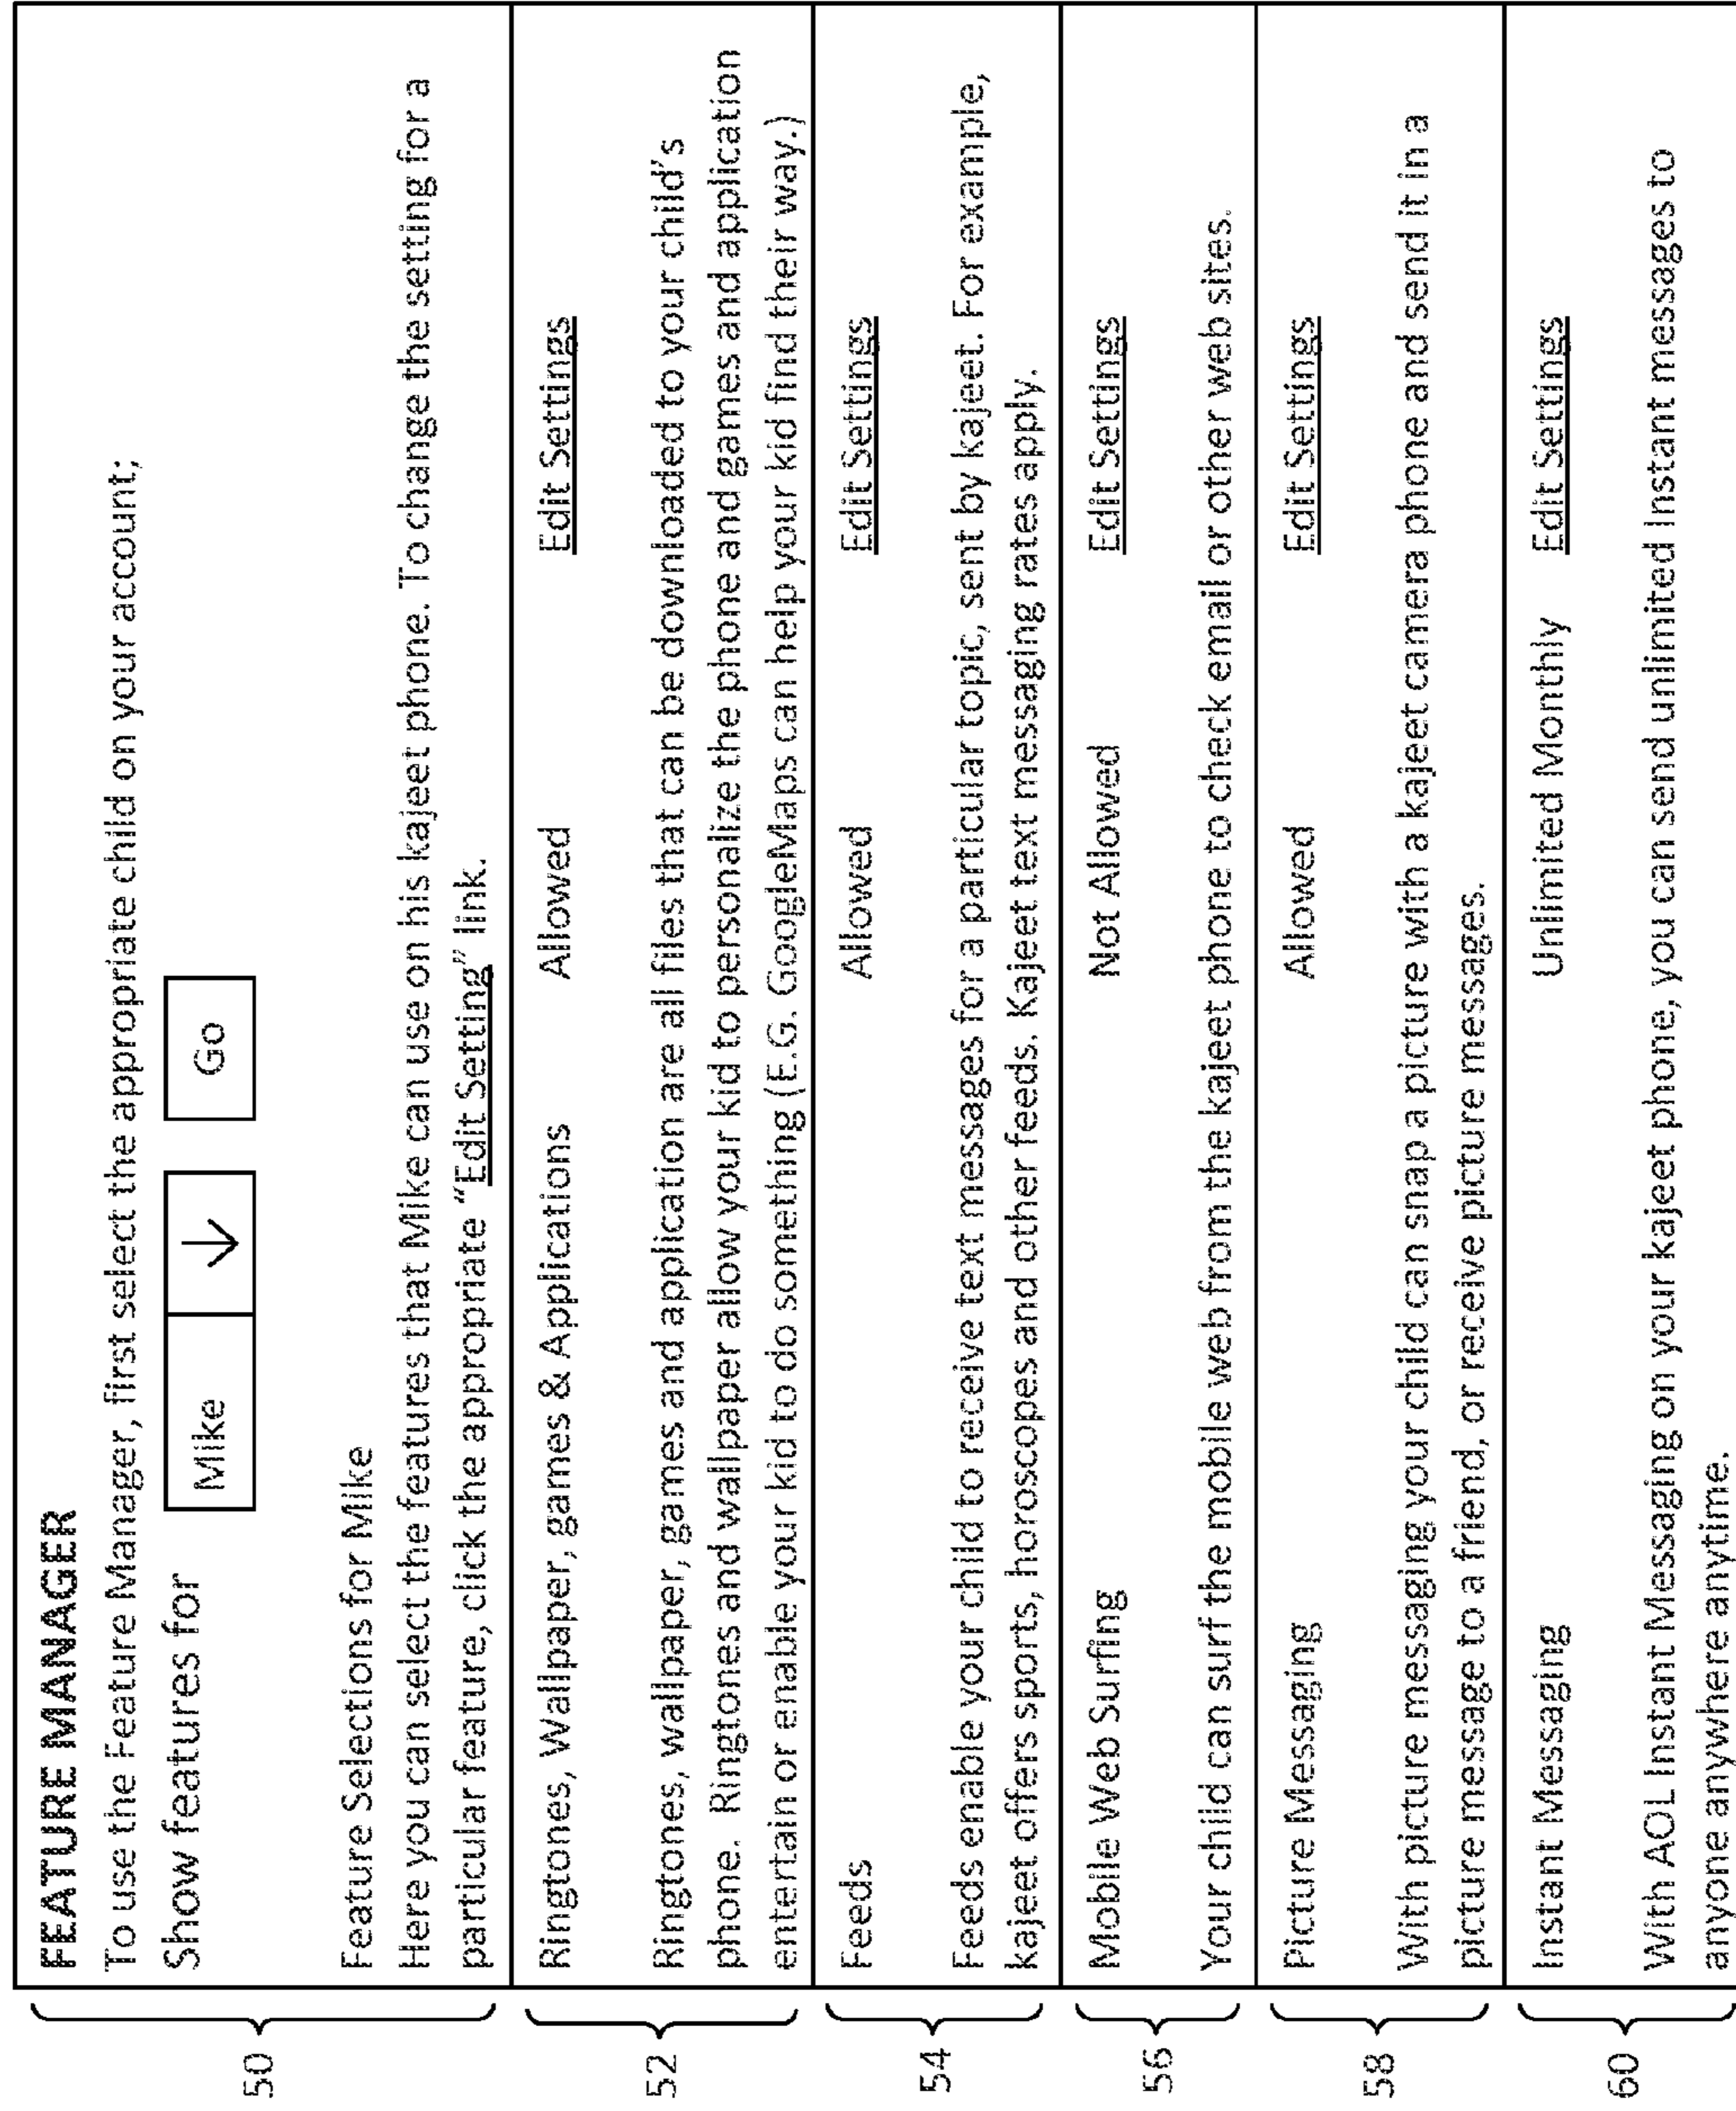 FEATURE MANAGER
To use the Feature Manager, first select the appropriate child on your account;
Show features for Mike Go
Feature Selections for Mike
Here you can select the features that Mike can use on his kajeet phone. To change the setting for a
particular feature, click the appropriate “Edit Setting” link.
50
Ringtones, Wallpaper, games & Applications Allowed Edit Settings
Ringtones, wallpaper, games and application are all files that can be downloaded to your child's
phone. Ringtones and wallpaper allow your kid to personalize the phone and games and application
entertain or enable your kid to do something (E.G. GoogleMaps can help your kid find their way.)
52
Feeds Allowed Edit Settings
Feeds enable your child to receive text messages for a particular topic, sent by kajeet. For example,
kajeet offers sports, horoscopes and other feeds. Kajeet text messaging rates apply.
54
Mobile Web Surfing Not Allowed Edit Settings
Your child can surf the mobile web from the kajeet phone to check email or other web sites.
56
Picture Messaging Allowed Edit Settings
With picture messaging your child can snap a picture with a kajeet camera phone and send it in a
picture message to a friend, or receive picture messages.
58
Instant Messaging Unlimited Monthly Edit Settings
With AOL Instant Messaging on your kajeet phone, you can send unlimited instant messages to
anyone anywhere anytime.
60